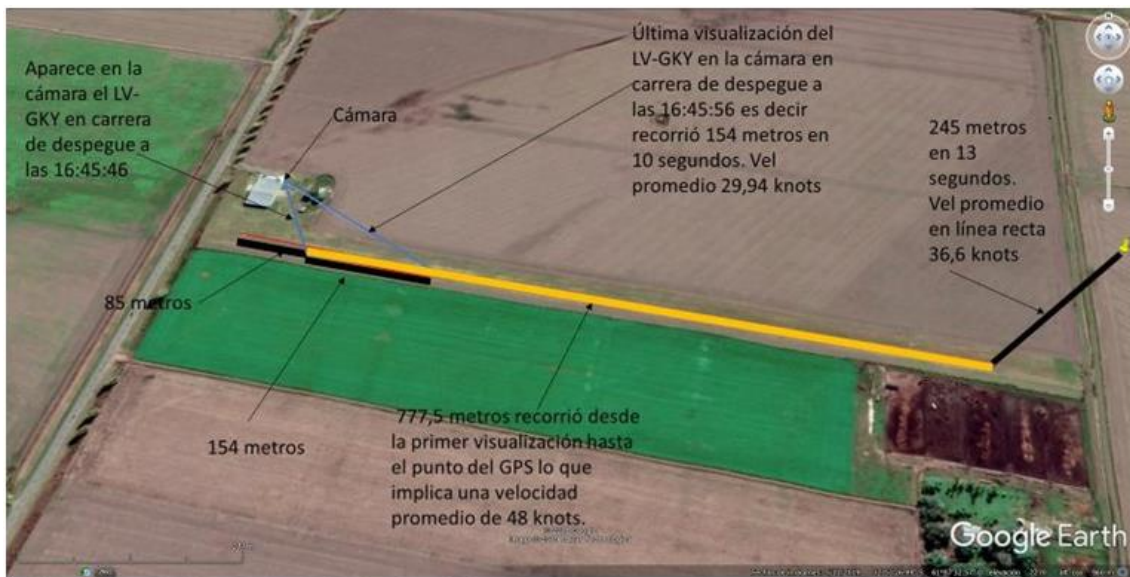 Aparece en la
cámara el LV-
GKY en carrera
de despegue a
las 16:45:46
Cámara
Última visualización del
LV-GKY en la cámara en
carrera de despegue a
las 16:45:56 es decir
recorrió 154 metros en
10 segundos. Vel
promedio 29,94 knots
245 metros
en 13
segundos.
Vel promedio
en línea recta
36,6 knots
85 metros
154 metros
777,5 metros recorrió desde
la primer visualización hasta
el punto del GPS lo que
implica una velocidad
promedio de 48 knots.
Google Earth